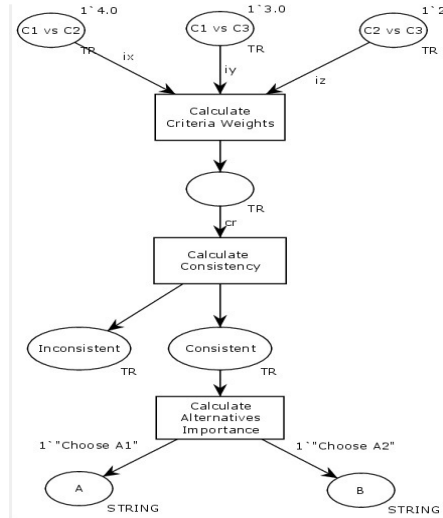 1`4.0
1`3.0
1`2
C1 vs C2
C1 vs C3
C2 vs C3
TR
TR
TR
ix
iy
iz
Calculate
Criteria Weights
TR
cr
Calculate
Consistency
Inconsistent
Consistent
TR
TR
Calculate
Alternatives
Importance
1`"Choose A1"
1`"Choose A2"
A
B
STRING
STRING